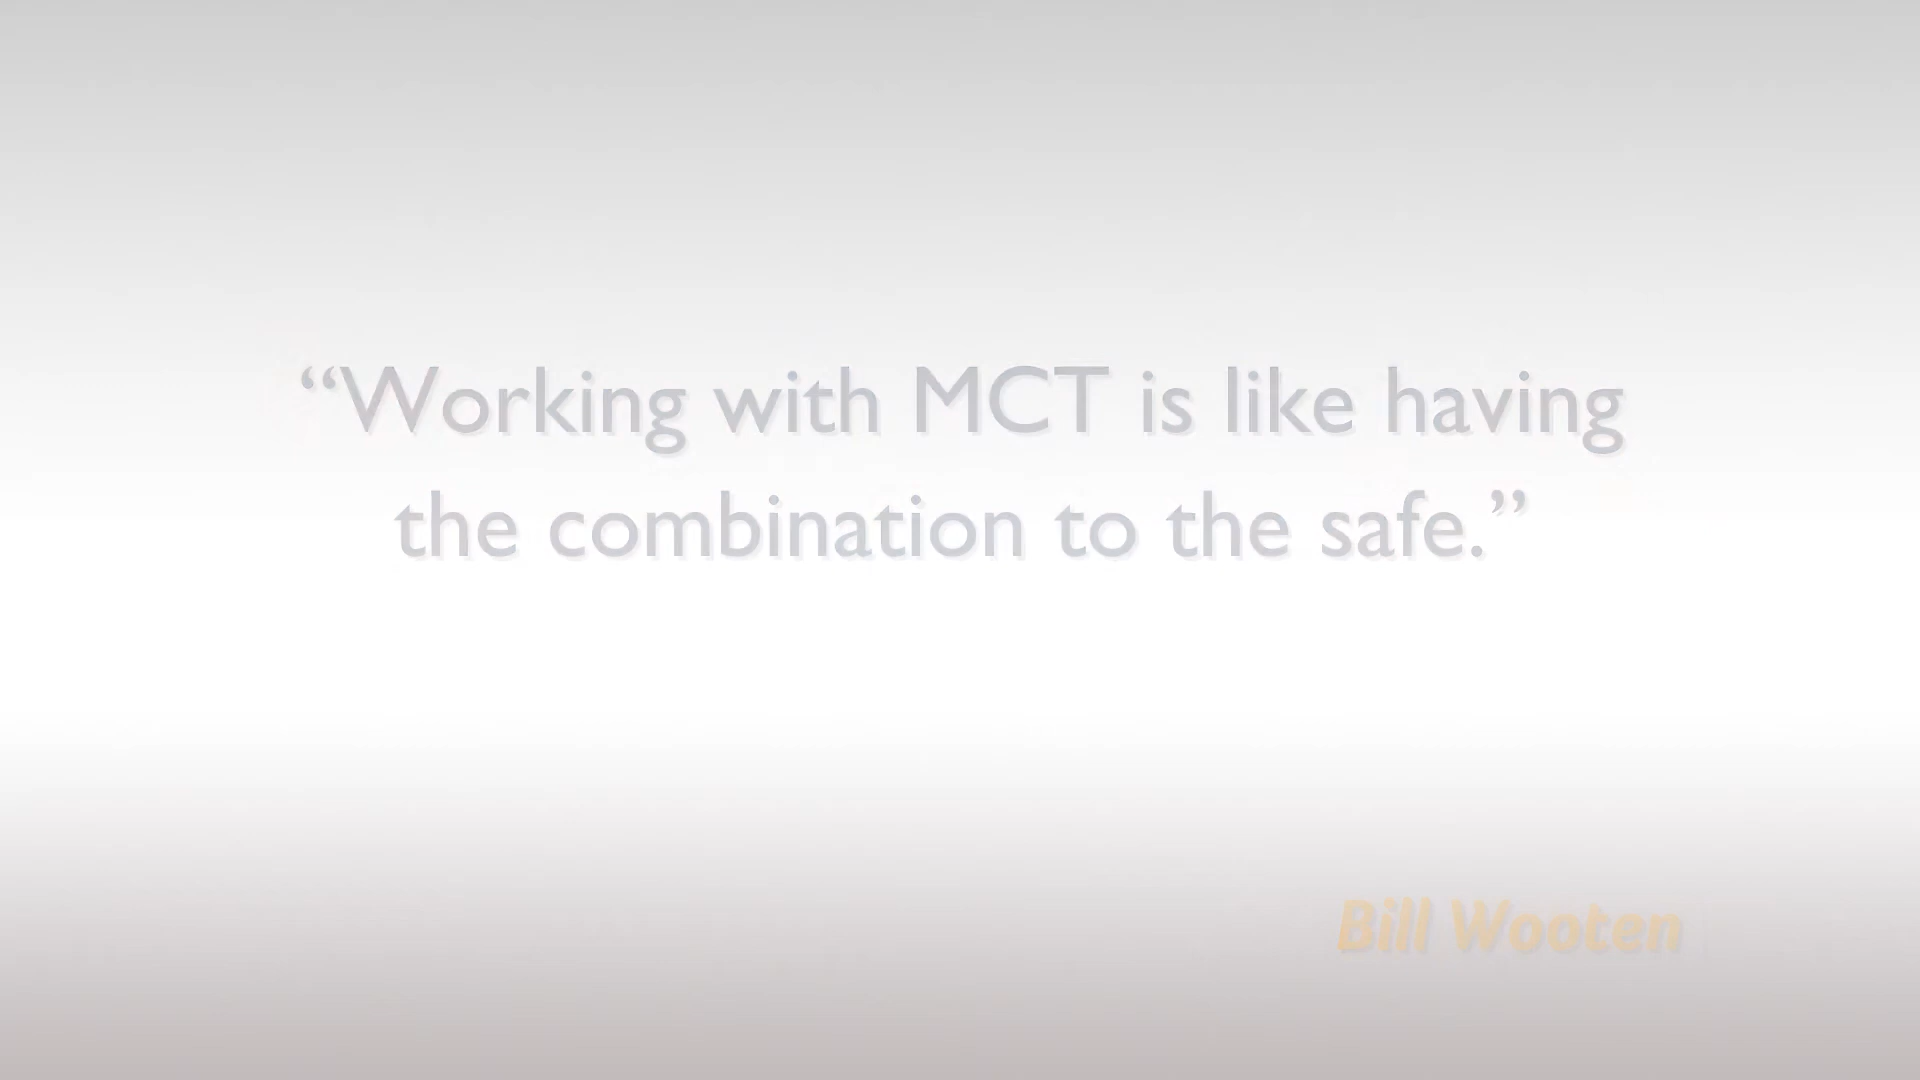 “Working with MCT is like having
the combination to the safe.”
Bill Wooten